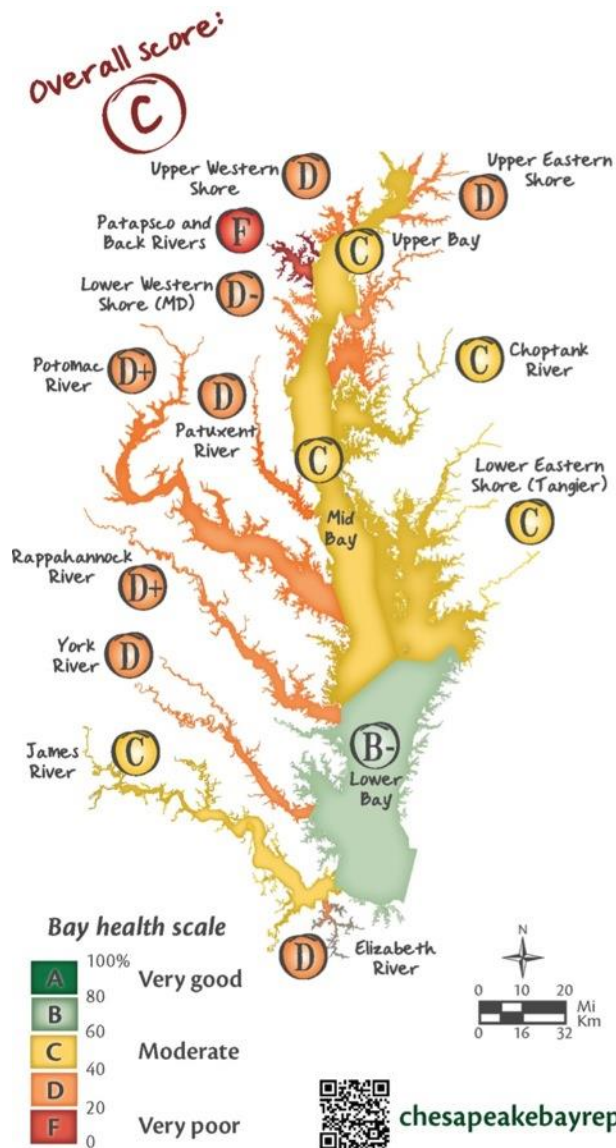 Overall score:
C
Upper Western
Shore
D
Upper Eastern
Shore
D
Patapsco and
Back Rivers
F
C
Upper Bay
Lower Western
Shore (MD)
D-
Potomac
River
D+
D
Patuxent
River
C
Choptank
River
C
Mid
Bay
Lower Eastern
Shore (Tangier)
C
Rappahannock
River
D+
York
River
D
James
River
C
B-
Lower
Bay
D
Elizabeth
River
Bay health scale
100%
A
Very good
80
B
60
C
Moderate
40
D
20
F
Very poor
0
N
0 10 20
Mi
Km
0 16 32
chesapeakebayrep